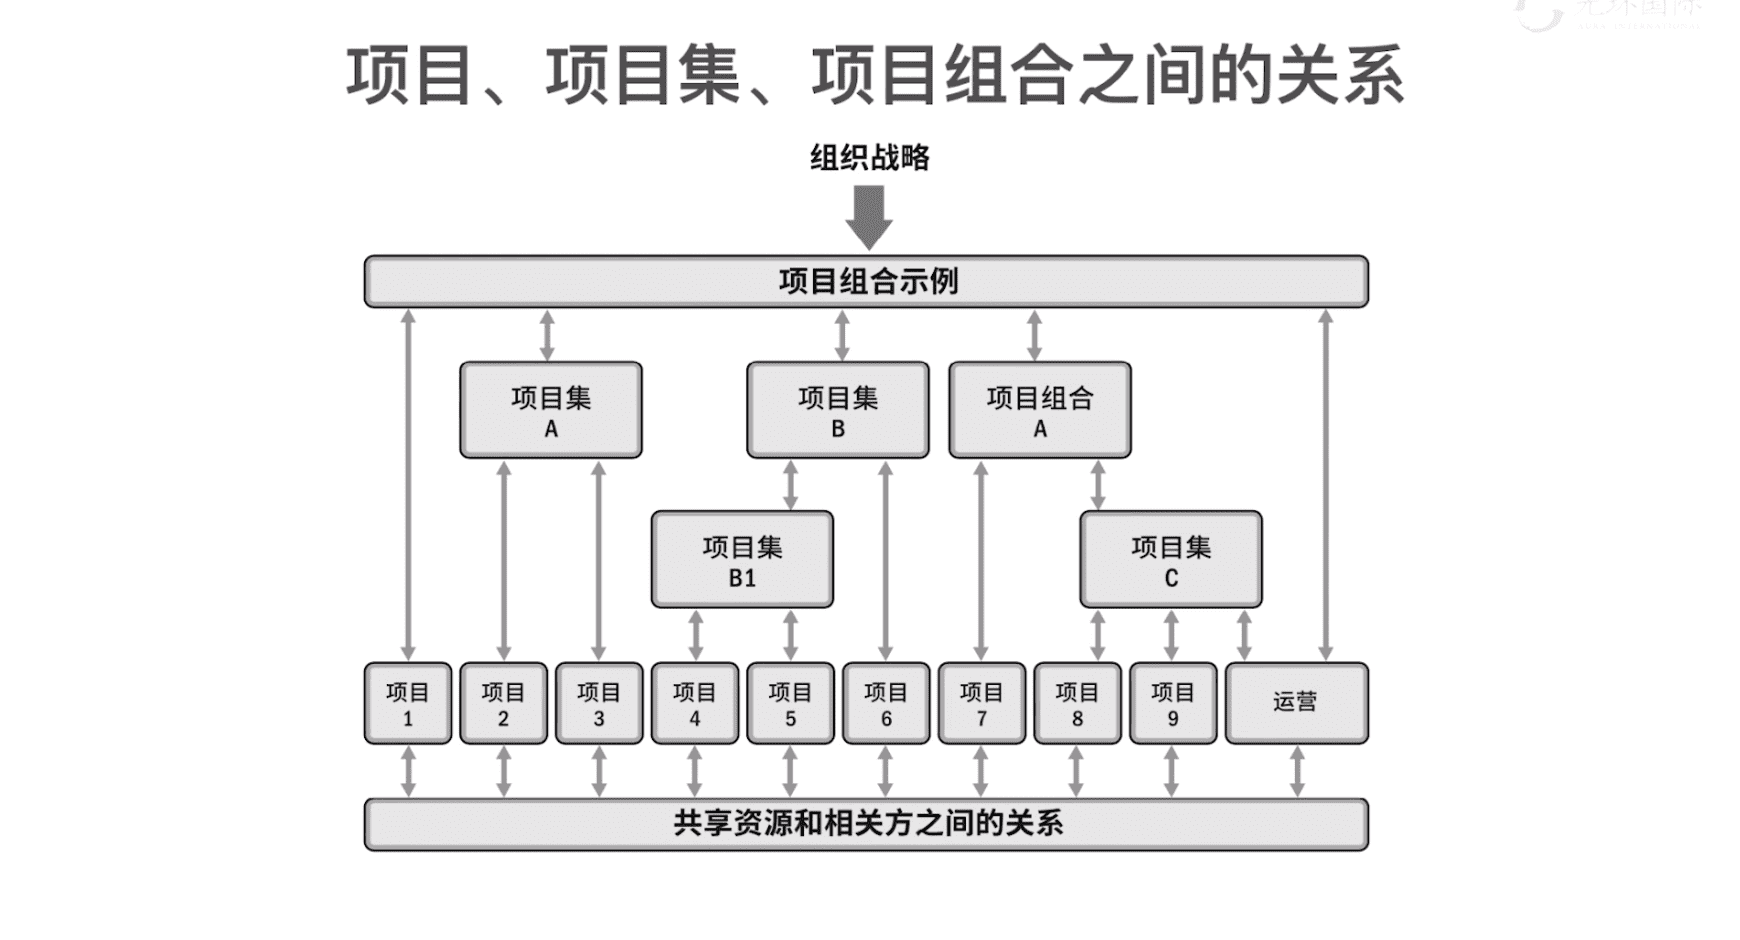 项目、项目集、项目组合之间的关系
组织战略
项目组合示例
项目集
A
项目集
B
项目组合
A
项目集
B1
项目集
C
项目
1
项目
2
项目
3
项目
4
项目
5
项目
6
项目
7
项目
8
项目
9
运营
共享资源和相关方之间的关系